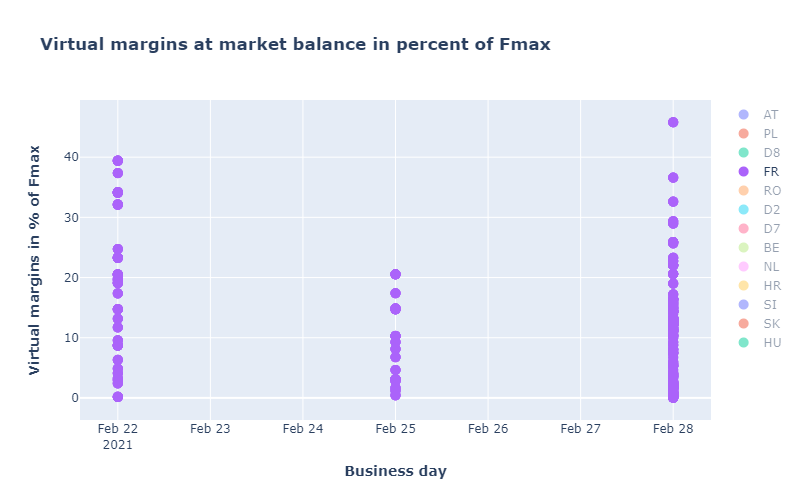 Virtual margins at market balance in percent of Fmax
Virtual margins in % of Fmax
40
30
20
10
0
Feb 22
2021
Feb 23
Feb 24
Feb 25
Feb 26
Feb 27
Feb 28
Business day
AT
PL
D8
FR
RO
D2
D7
BE
NL
HR
SI
SK
HU